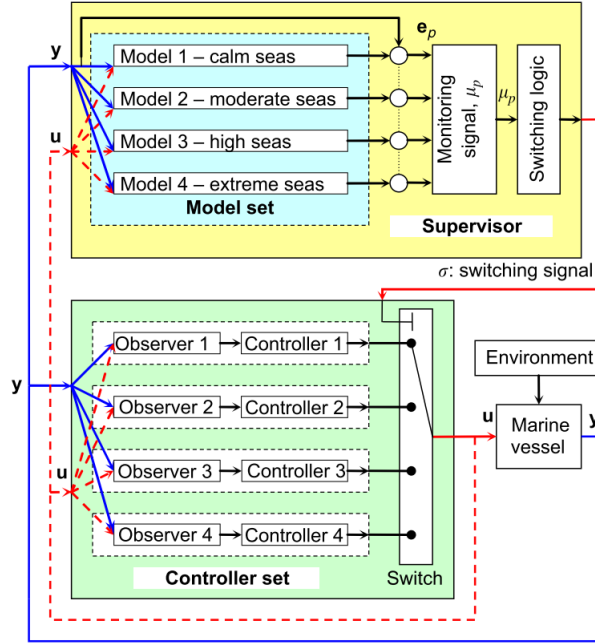 y
e_p
Model 1 – calm seas
Model 2 – moderate seas
u
Model 3 – high seas
Model 4 – extreme seas
Model set
Monitoring
signal, μ_p
μ_p
Switching logic
Supervisor
σ: switching signal
Observer 1
Controller 1
Environment
y
Observer 2
Controller 2
u
Marine
vessel
y
u
Observer 3
Controller 3
Observer 4
Controller 4
Controller set
Switch